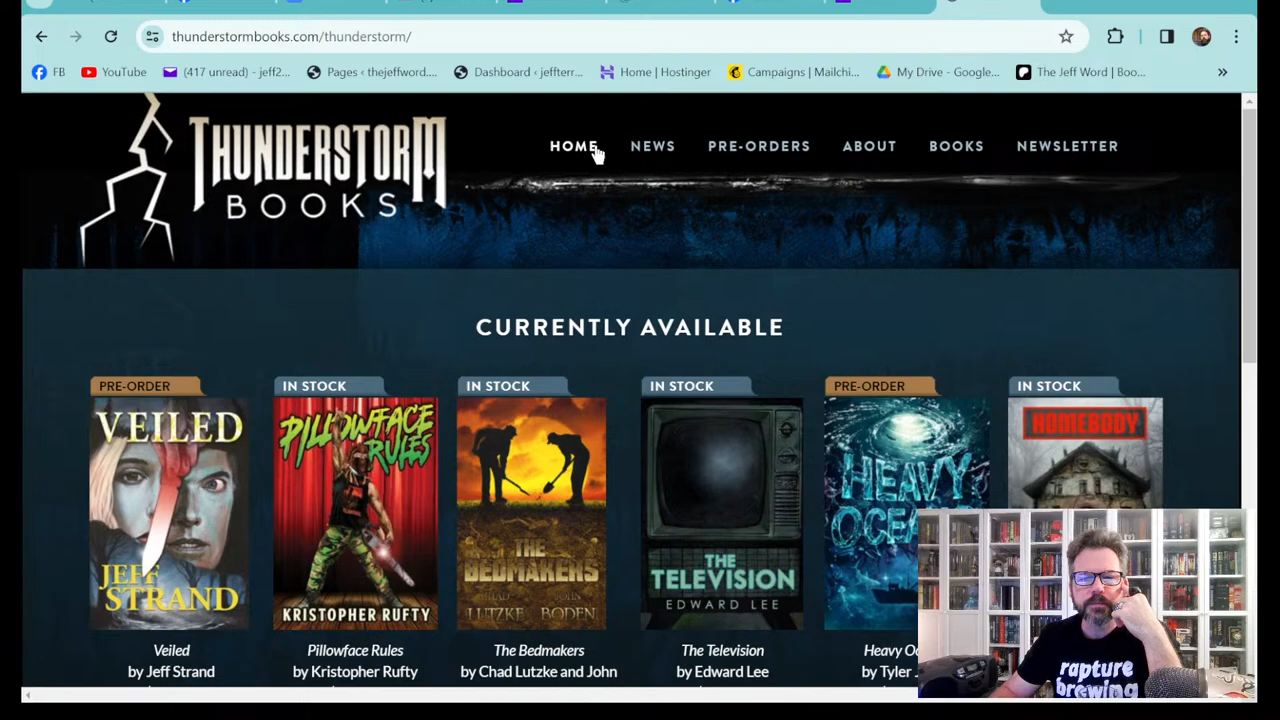 thunderstormbooks.com/thunderstorm/
FB YouTube (417 unread) - jeff2... Pages ‹ thejeffword.... Dashboard ‹ jeffterr... Home | Hostinger Campaigns | Mailchi... My Drive - Google... The Jeff Word | Boo... »
THUNDERSTORM
BOOKS
HOME NEWS PRE-ORDERS ABOUT BOOKS NEWSLETTER
CURRENTLY AVAILABLE
PRE-ORDER IN STOCK IN STOCK IN STOCK PRE-ORDER IN STOCK
VEILED
JEFF
STRAND
PILLOWFACE
RULES
KRISTOPHER RUFTY
THE
BEDMAKERS
CHAD
LUTZKE
JOHN
BODEN
THE
TELEVISION
EDWARD LEE
HEAVY
HOMEBODY
Veiled
by Jeff Strand
Pillowface Rules
by Kristopher Rufty
The Bedmakers
by Chad Lutzke and John
The Television
by Edward Lee
Heavy Oc
by Tyler J
rapture
brewing